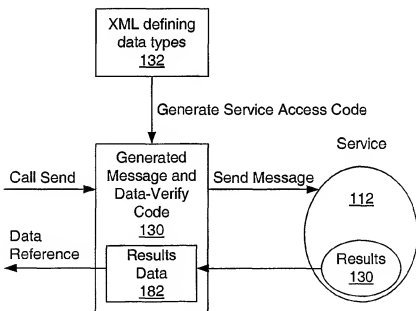 XML defining
data types
132
Generate Service Access Code
Service
Call Send
Generated
Message and
Data-Verify
Code
130
Send Message
112
Data
Reference
Results
Data
182
Results
130